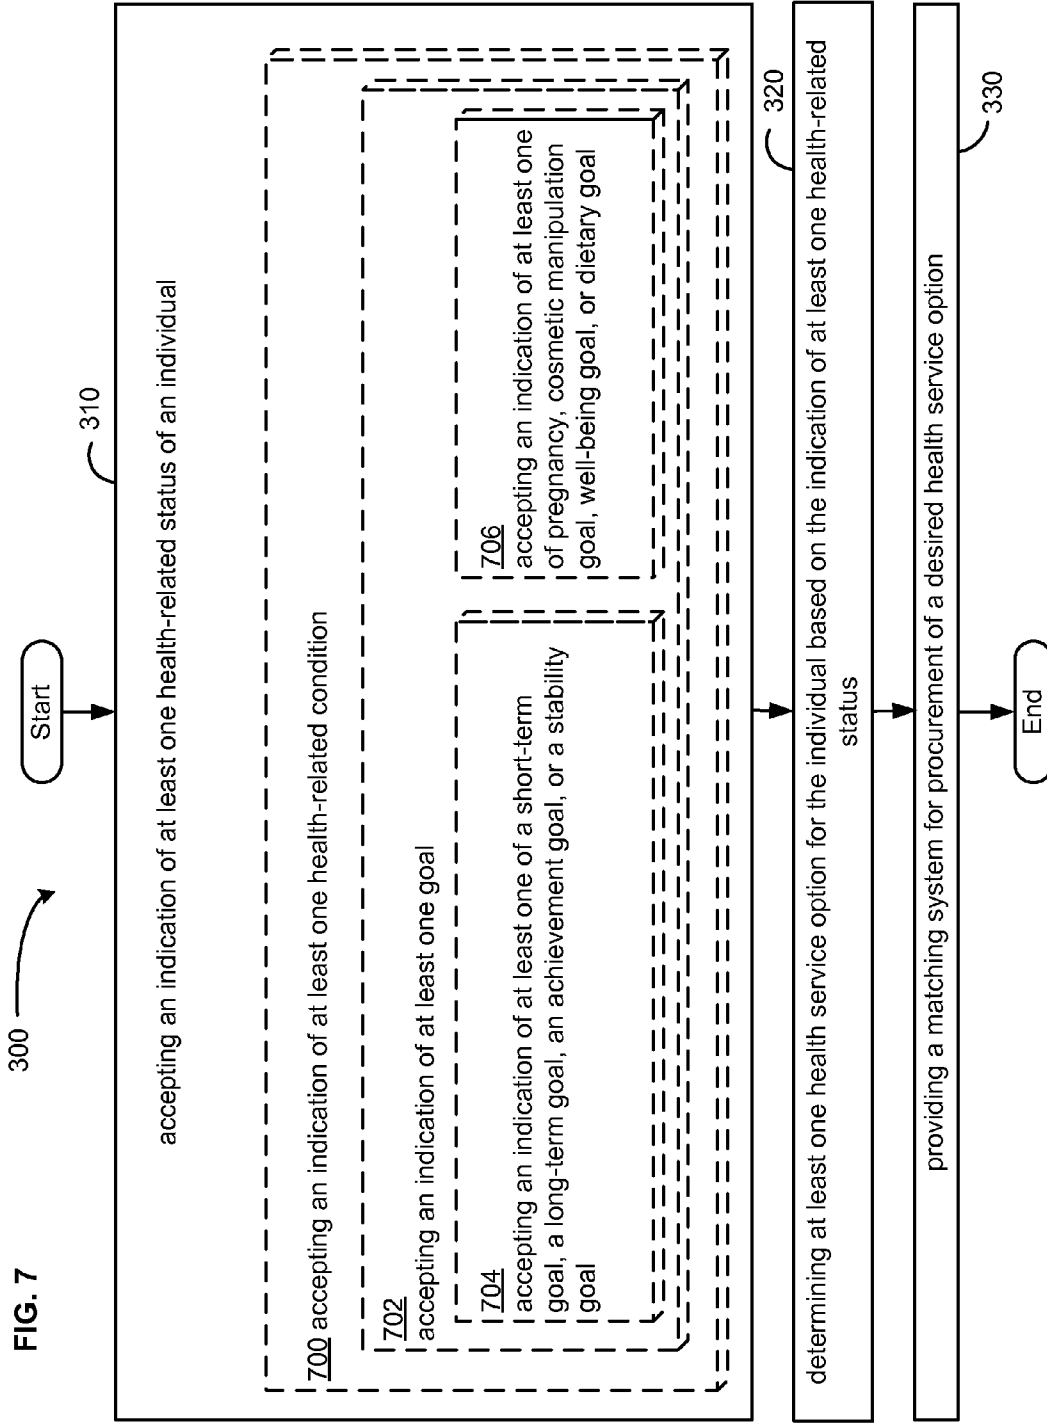 FIG. 7
300
Start
310
accepting an indication of at least one health-related status of an individual
700 accepting an indication of at least one health-related condition
702
accepting an indication of at least one goal
704
accepting an indication of at least one of a short-term
goal, a long-term goal, an achievement goal, or a stability
goal
706
accepting an indication of at least one
of pregnancy, cosmetic manipulation
goal, well-being goal, or dietary goal
320
determining at least one health service option for the individual based on the indication of at least one health-related
status
330
providing a matching system for procurement of a desired health service option
End